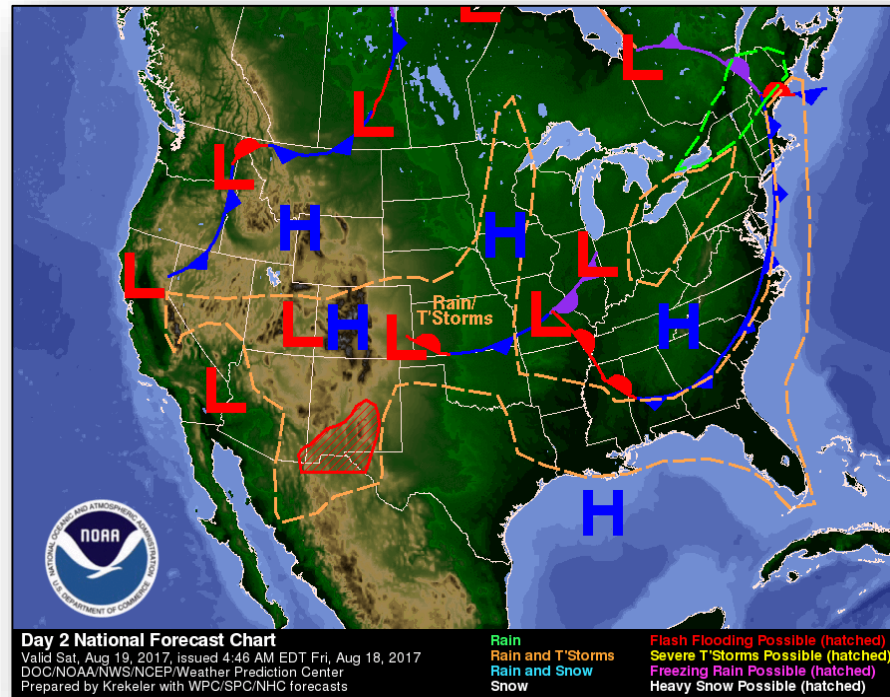 L
L
L
L
L
H
H
L
L
L
H
Rain/
T'Storms
L
H
L
L
H
NATIONAL OCEANIC AND ATMOSPHERIC ADMINISTRATION
NOAA
U.S. DEPARTMENT OF COMMERCE
Day 2 National Forecast Chart
Valid Sat, Aug 19, 2017, issued 4:46 AM EDT Fri, Aug 18, 2017
DOC/NOAA/NWS/NCEP/Weather Prediction Center
Prepared by Krekeler with WPC/SPC/NHC forecasts
Rain
Rain and T'Storms
Rain and Snow
Snow
Flash Flooding Possible (hatched)
Severe T'Storms Possible (hatched)
Freezing Rain Possible (hatched)
Heavy Snow Possible (hatched)